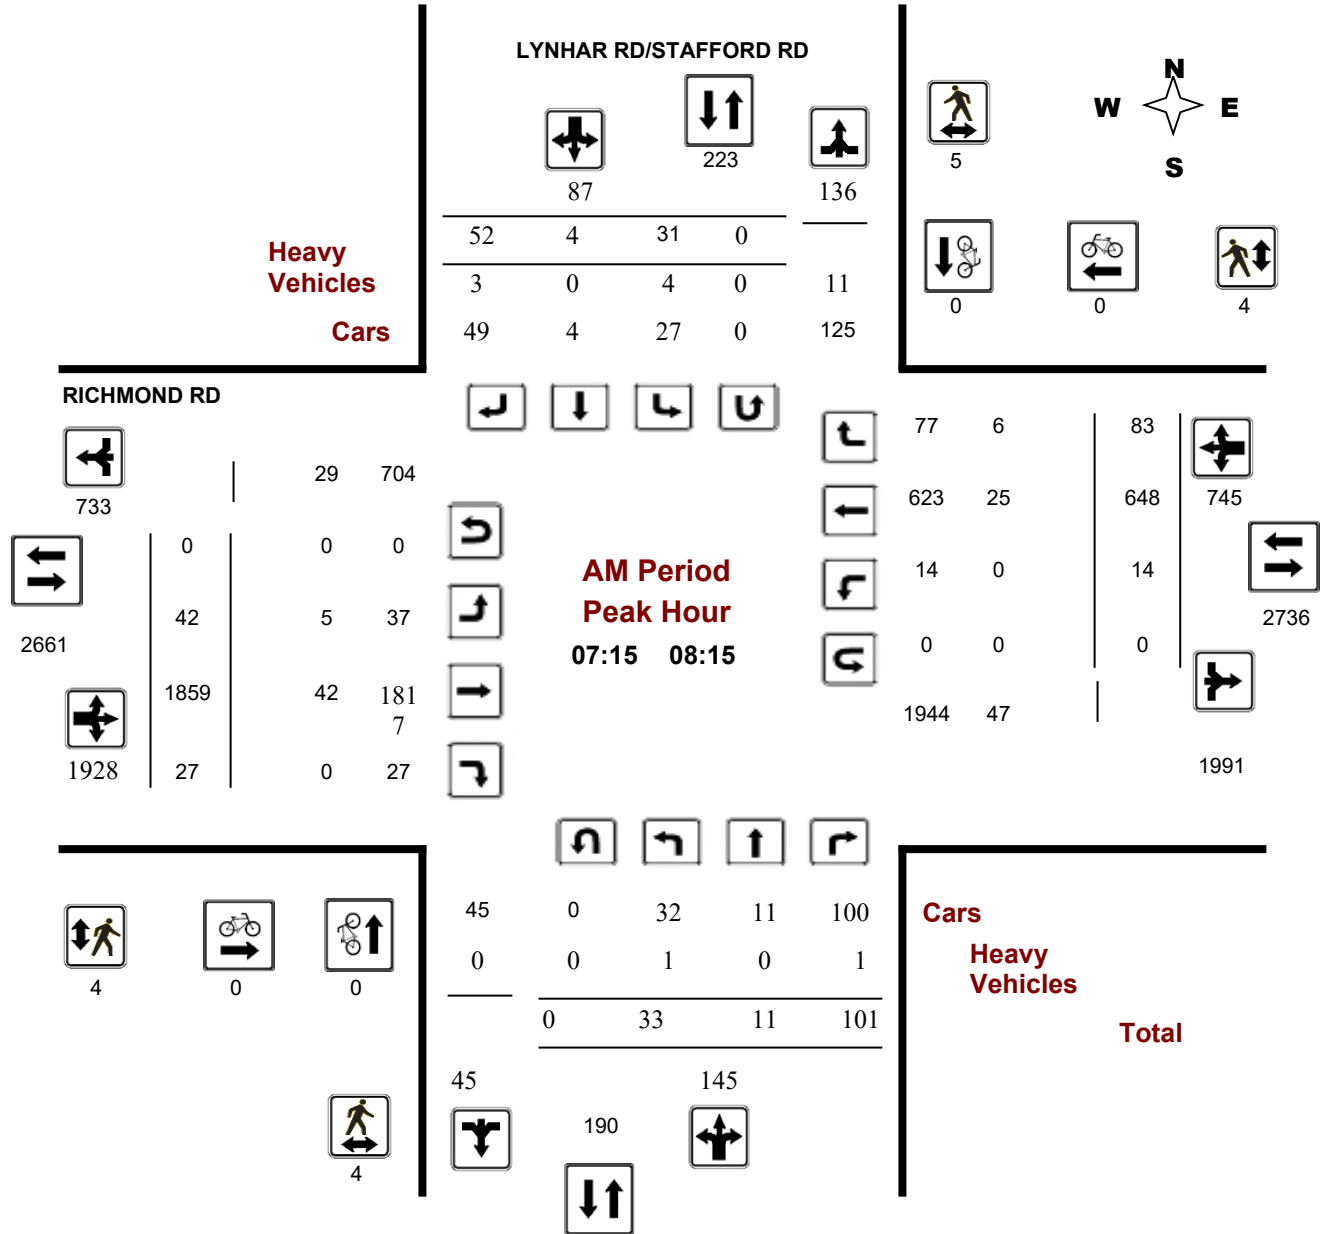 LYNHAR RD/STAFFORD RD
N
W E
S
223
5
87
136
52 4 31 0
Heavy
Vehicles
3 0 4 0 11
0 0 4
Cars
49 4 27 0 125
RICHMOND RD
77 6 83
29 704
733
623 25 648 745
0 0 0
AM Period
14 0 14
Peak Hour
42 5 37
2736
2661
07:15 08:15
0 0 0
1859 42 181
7
1944 47
1928 27 0 27
1991
45 0 32 11 100
Cars
0 0 1 0 1
Heavy
Vehicles
4 0 0
0 33 11 101
Total
45 145
190
4